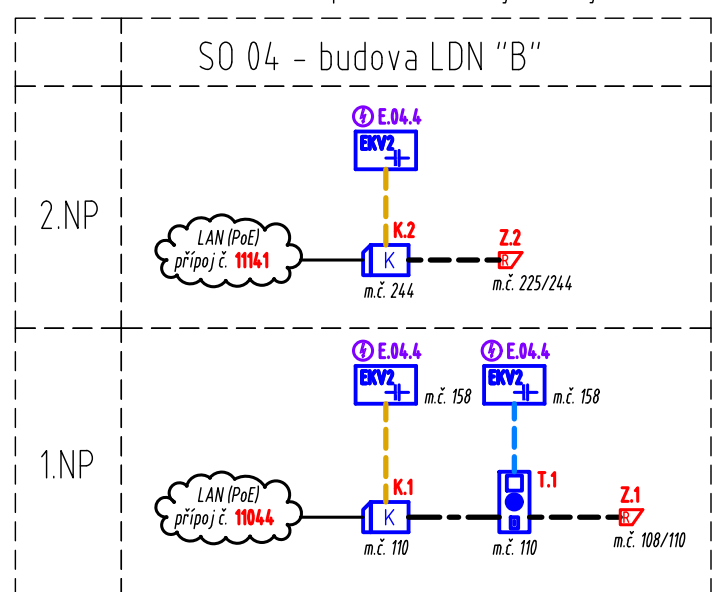 SO 04 - budova LDN "B"
2.NP
E.04.4
EKV2
LAN (PoE)
přípoj č. 11141
K.2
K
m.č. 244
Z.2
R
m.č. 225/244
1.NP
E.04.4
EKV2
m.č. 158
E.04.4
EKV2
m.č. 158
LAN (PoE)
přípoj č. 11044
K.1
K
m.č. 110
T.1
D
m.č. 110
Z.1
R
m.č. 108/110